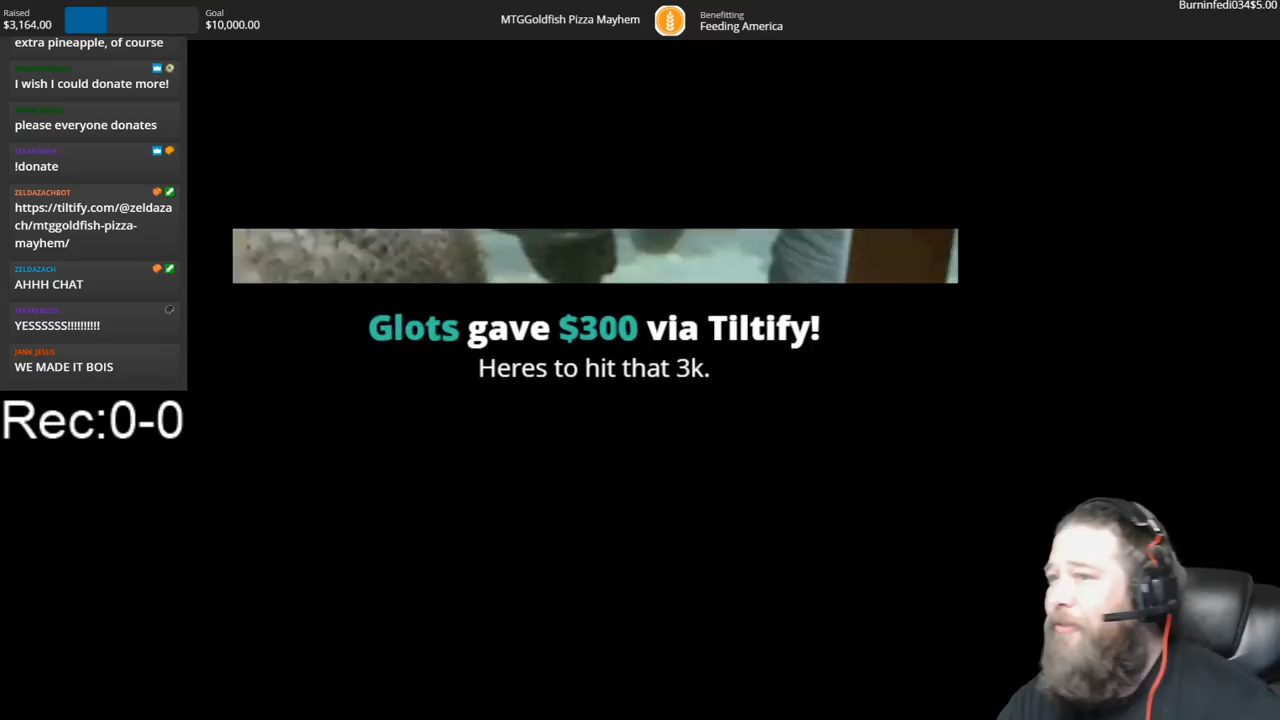 Raised
$3,164.00
Goal
$10,000.00
MTGGoldfish Pizza Mayhem
Benefitting
Feeding America
Burninfedi034$5.00
extra pineapple, of course
I wish I could donate more!
please everyone donates
!donate
ZELDAZACHBOT
https://tiltify.com/@zeldaza
ch/mtggoldfish-pizza-
mayhem/
ZELDAZACH
AHHH CHAT
YESSSSSS!!!!!!!!!!
JANK_JESUS
WE MADE IT BOIS
Rec:0-0
Glots gave $300 via Tiltify!
Heres to hit that 3k.